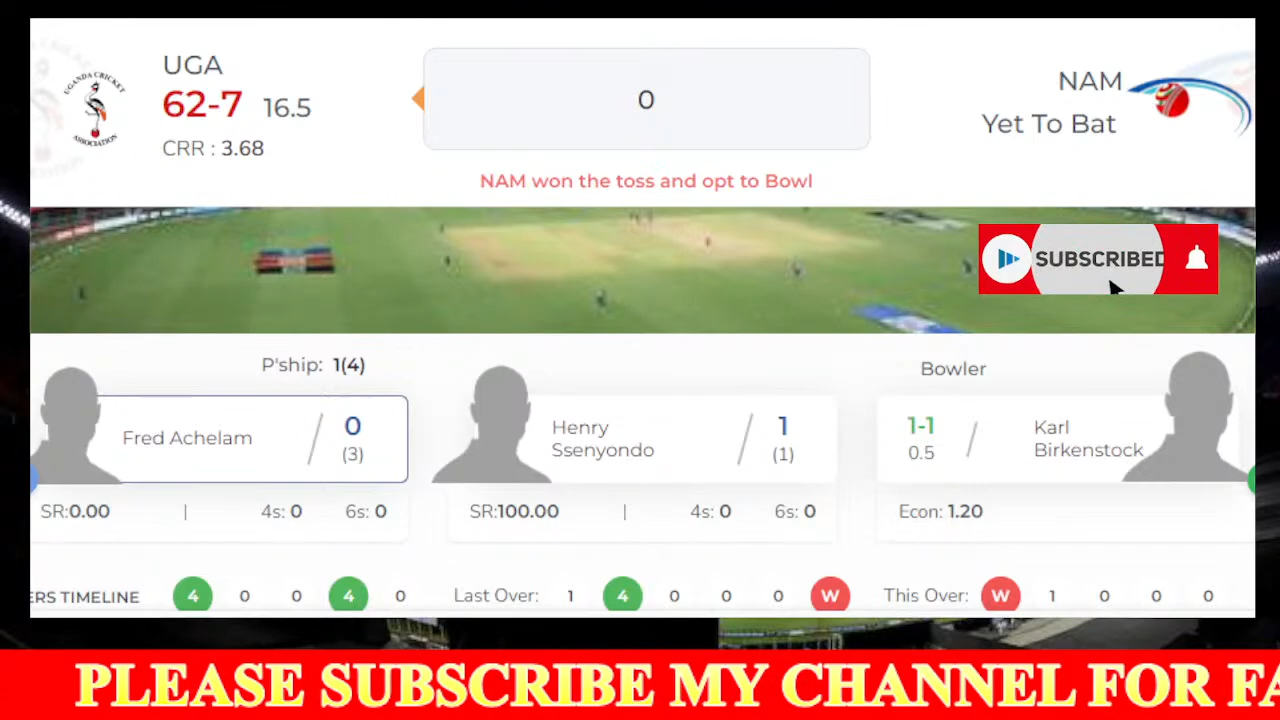 UGANDA CRICKET ASSOCIATION
UGA
62-7 16.5
CRR : 3.68
0
NAM
Yet To Bat
NAM won the toss and opt to Bowl
SUBSCRIBED
P'ship: 1(4)
Bowler
Fred Achelam / 0
(3)
Henry Ssenyondo / 1
(1)
1-1
0.5 / Karl Birkenstock
SR:0.00 | 4s: 0 6s: 0
SR:100.00 | 4s: 0 6s: 0
Econ: 1.20
ERS TIMELINE 4 0 0 4 0 Last Over: 1 4 0 0 0 W This Over: W 1 0 0 0
PLEASE SUBSCRIBE MY CHANNEL FOR FA